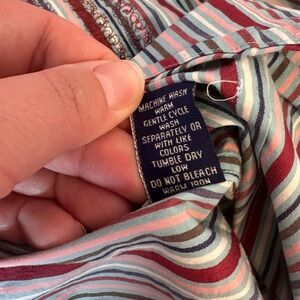 MACHINE WASH
WARM
GENTLE CYCLE
WASH
SEPARATELY OR
WITH LIKE
COLORS
TUMBLE DRY
LOW
DO NOT BLEACH
WARM IRON